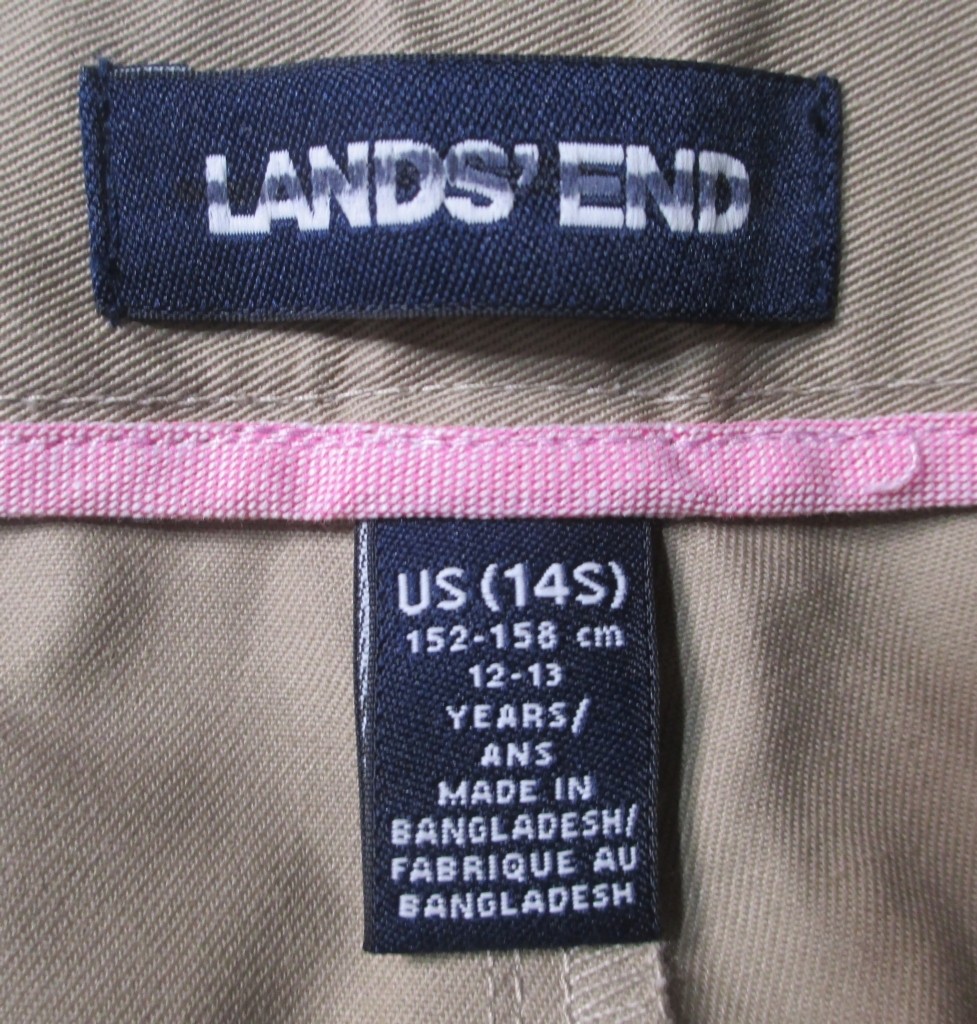 LANDS' END
US (14S)
152-158 cm
12-13
YEARS/
ANS
MADE IN
BANGLADESH/
FABRIQUE AU
BANGLADESH